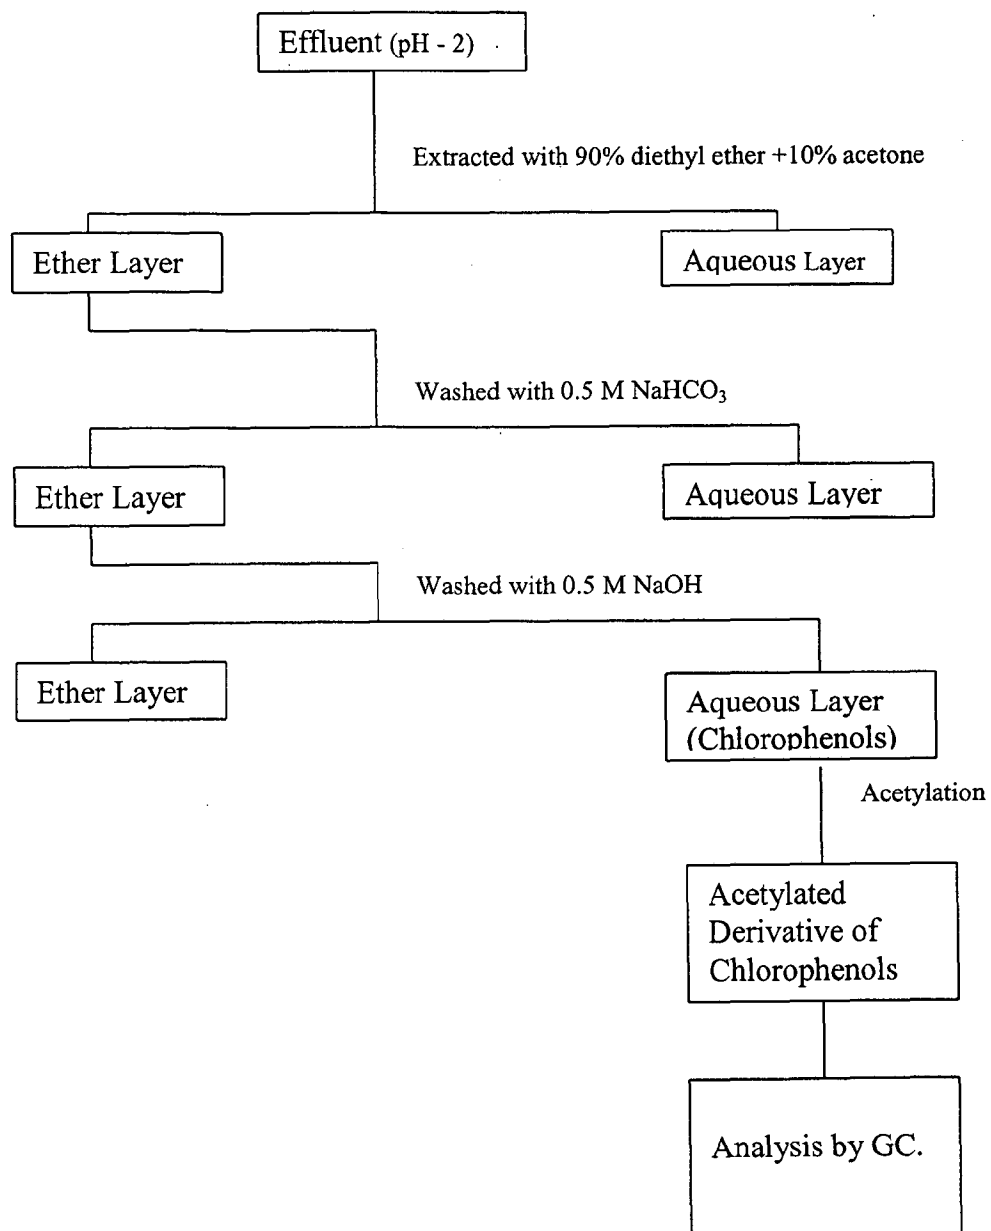 Effluent (pH - 2)
Extracted with 90% diethyl ether +10% acetone
Ether Layer
Aqueous Layer
Washed with 0.5 M NaHCO₃
Ether Layer
Aqueous Layer
Washed with 0.5 M NaOH
Ether Layer
Aqueous Layer
(Chlorophenols)
Acetylation
Acetylated
Derivative of
Chlorophenols
Analysis by GC.